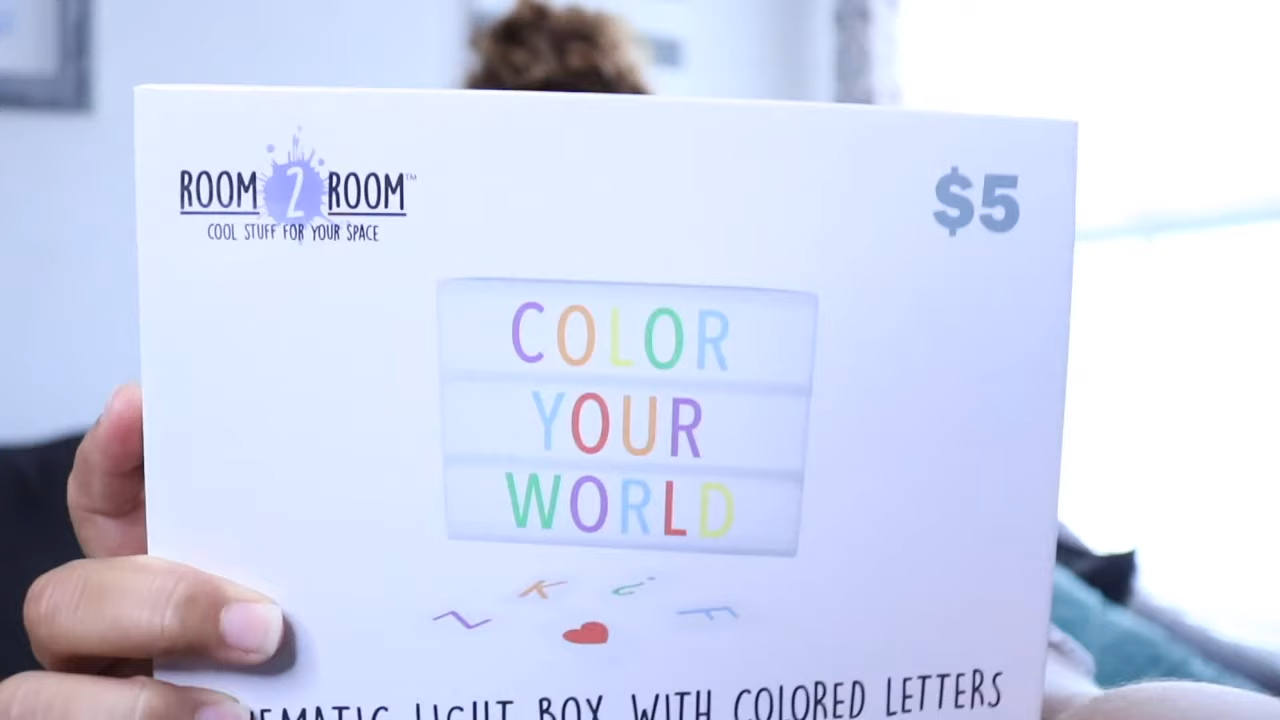 ROOM 2 ROOM™
COOL STUFF FOR YOUR SPACE
$5
COLOR
YOUR
WORLD
LIGHT BOX WITH COLORED LETTERS